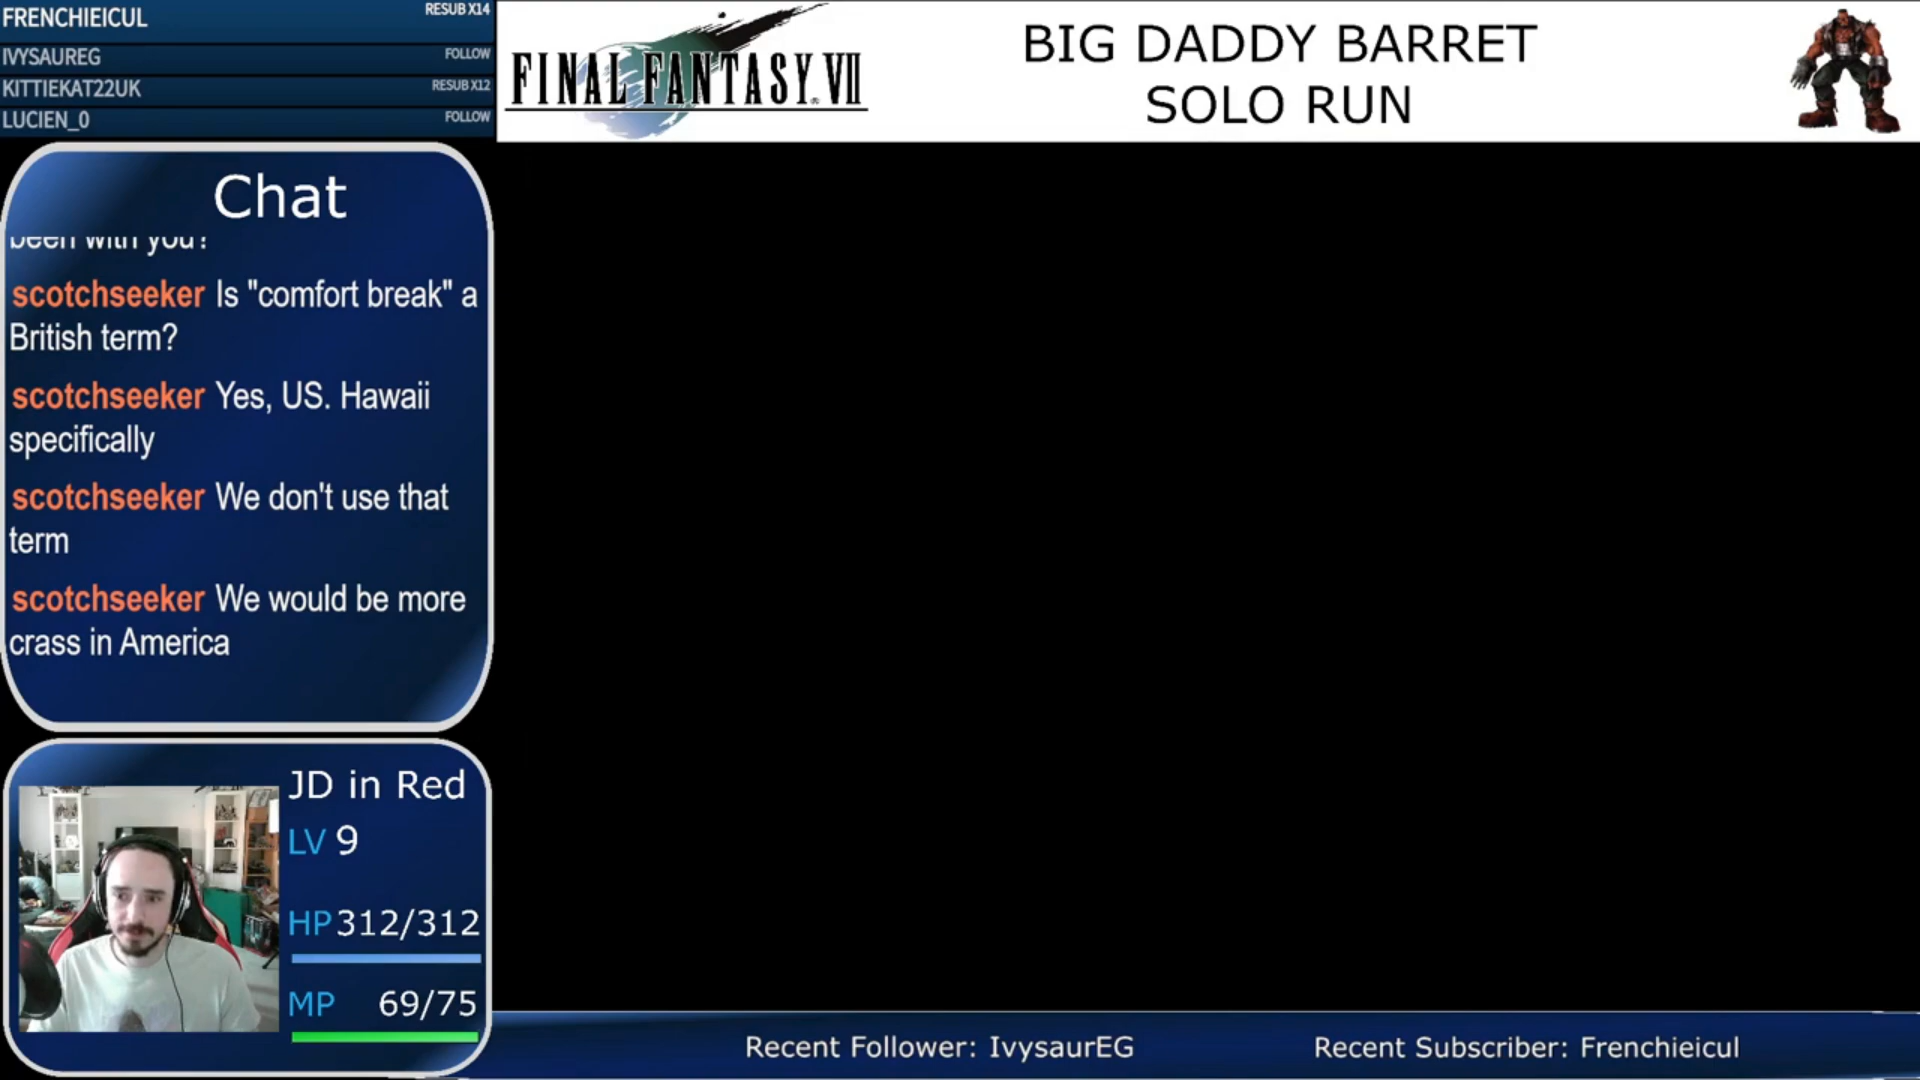 FRENCHIEICUL
RESUB X14
IVYSAUREG
FOLLOW
KITTIEKAT22UK
RESUB X12
LUCIEN_0
FOLLOW
FINAL FANTASY VII
BIG DADDY BARRET
SOLO RUN
Chat
been with you?
scotchseeker Is "comfort break" a
British term?
scotchseeker Yes, US. Hawaii
specifically
scotchseeker We don't use that
term
scotchseeker We would be more
crass in America
JD in Red
LV 9
HP 312/312
MP 69/75
Recent Follower: IvysaurEG
Recent Subscriber: Frenchieicul